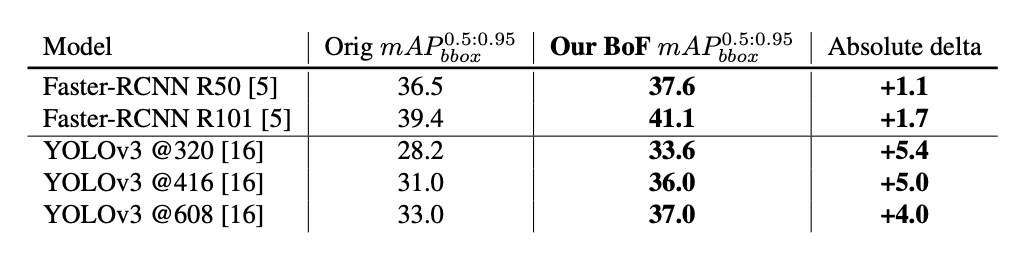 Model Orig mAP^{0.5:0.95}_{bbox} Our BoF mAP^{0.5:0.95}_{bbox} Absolute delta
Faster-RCNN R50 [5] 36.5 37.6 +1.1
Faster-RCNN R101 [5] 39.4 41.1 +1.7
YOLOv3 @320 [16] 28.2 33.6 +5.4
YOLOv3 @416 [16] 31.0 36.0 +5.0
YOLOv3 @608 [16] 33.0 37.0 +4.0